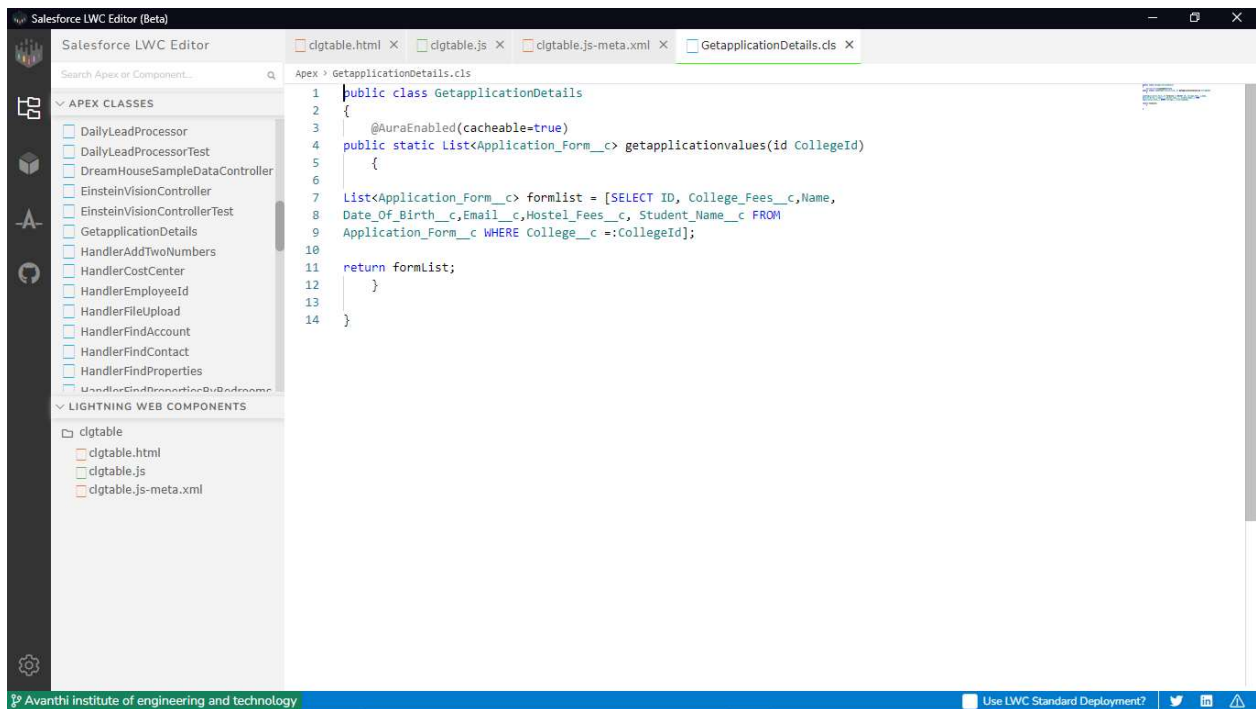 Salesforce LWC Editor (Beta)
Salesforce LWC Editor
clgtable.html
clgtable.js
clgtable.js-meta.xml
GetapplicationDetails.cls
Search Apex or Component...
Apex > GetapplicationDetails.cls
APEX CLASSES
DailyLeadProcessor
DailyLeadProcessorTest
DreamHouseSampleDataController
EinsteinVisionController
EinsteinVisionControllerTest
GetapplicationDetails
HandlerAddTwoNumbers
HandlerCostCenter
HandlerEmployeeId
HandlerFileUpload
HandlerFindAccount
HandlerFindContact
HandlerFindProperties
HandlerFindPropertiesByBedrooms
LIGHTNING WEB COMPONENTS
clgtable
clgtable.html
clgtable.js
clgtable.js-meta.xml
1 public class GetapplicationDetails
2 {
3 @AuraEnabled(cacheable=true)
4 public static List<Application_Form__c> getapplicationvalues(id CollegeId)
5 {
6
7 List<Application_Form__c> formlist = [SELECT ID, College_Fees__c,Name,
8 Date_Of_Birth__c,Email__c,Hostel_Fees__c, Student_Name__c FROM
9 Application_Form__c WHERE College__c =:CollegeId];
10
11 return formList;
12 }
13
14 }
Avanthi institute of engineering and technology
Use LWC Standard Deployment?